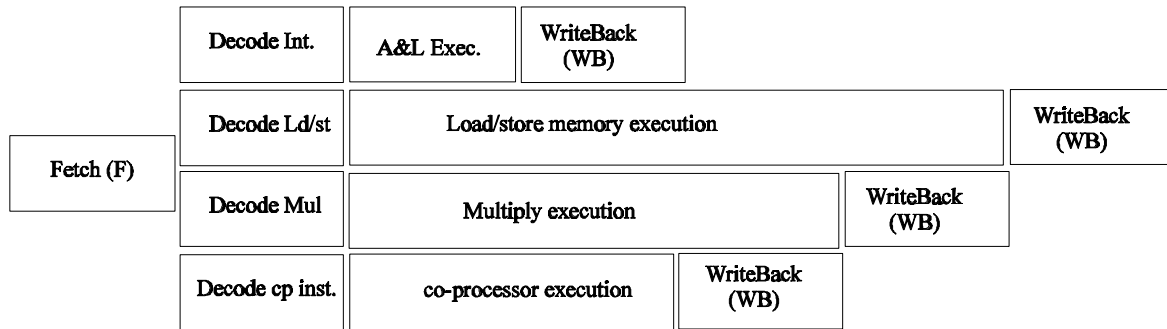 Decode Int.
A&L Exec.
WriteBack
(WB)
Decode Ld/st
Load/store memory execution
WriteBack
(WB)
Fetch (F)
Decode Mul
Multiply execution
WriteBack
(WB)
Decode cp inst.
co-processor execution
WriteBack
(WB)